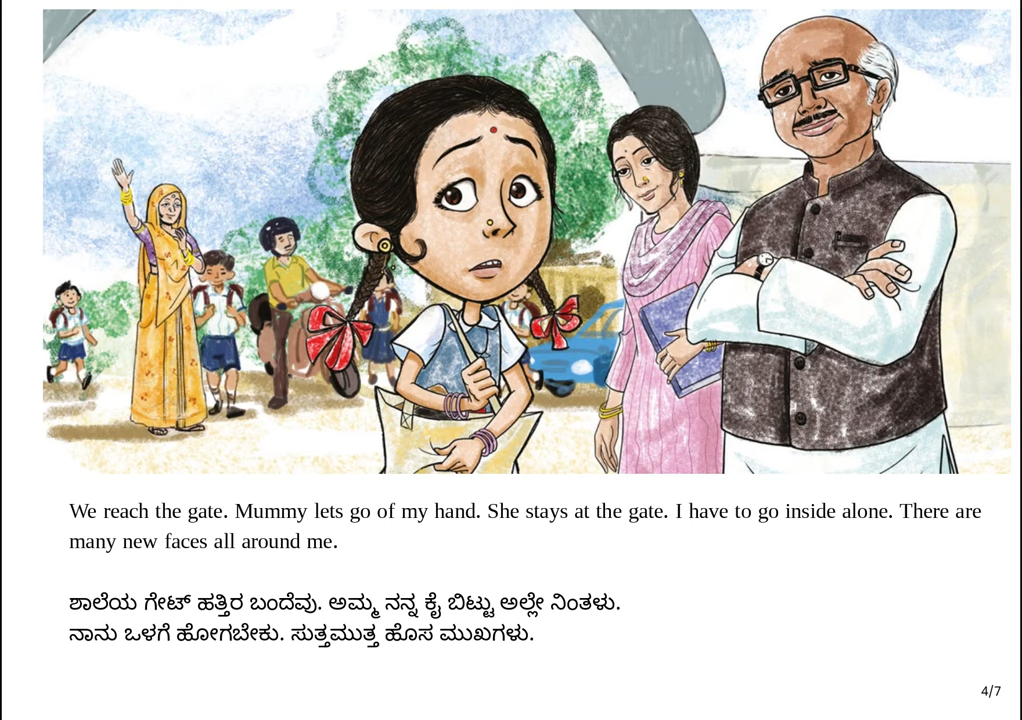 We reach the gate. Mummy lets go of my hand. She stays at the gate. I have to go inside alone. There are
many new faces all around me.
ಶಾಲೆಯ ಗೇಟ್ ಹತ್ತಿರ ಬಂದೆವು. ಅಮ್ಮ ನನ್ನ ಕೈ ಬಿಟ್ಟು ಅಲ್ಲೇ ನಿಂತಳು.
ನಾನು ಒಳಗೆ ಹೋಗಬೇಕು. ಸುತ್ತಮುತ್ತ ಹೊಸ ಮುಖಗಳು.
4/7